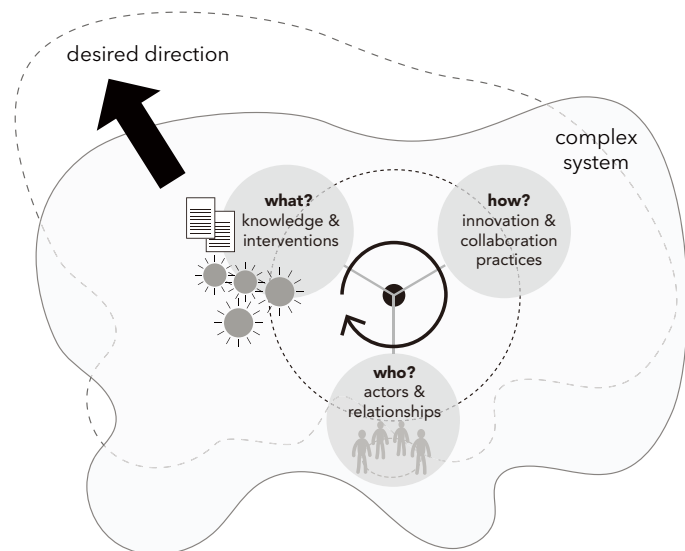 desired direction
complex
system
what?
knowledge &
interventions
how?
innovation &
collaboration
practices
who?
actors &
relationships